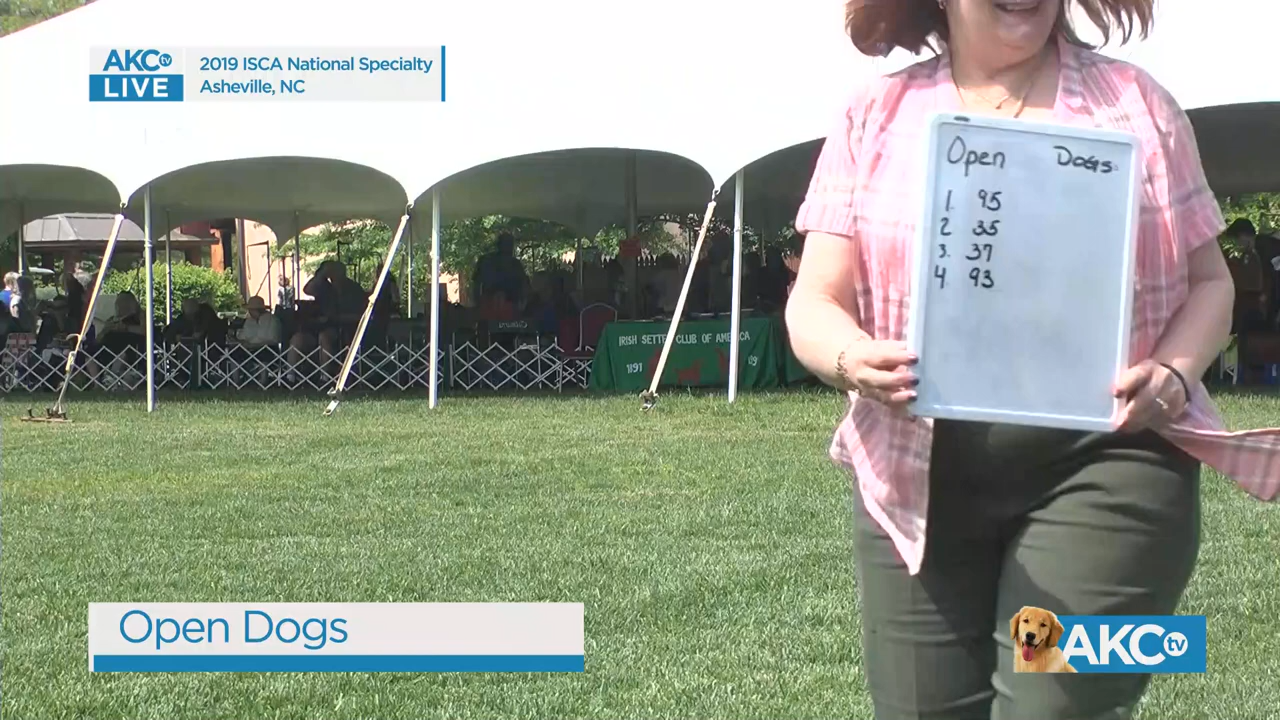 AKC tv
LIVE
2019 ISCA National Specialty
Asheville, NC
Open Dogs
1. 95
2 35
3. 37
4. 93
IRISH SETTER CLUB OF AMERICA
1891
Open Dogs
AKC tv